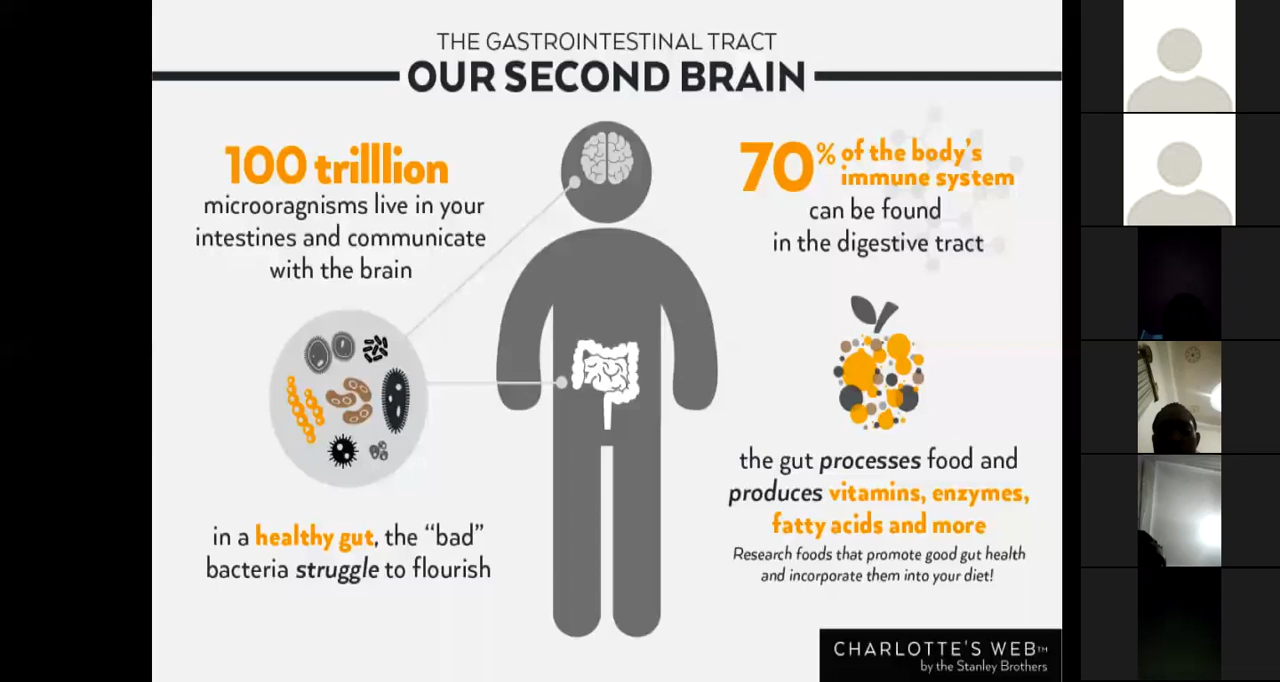 THE GASTROINTESTINAL TRACT
OUR SECOND BRAIN
100 trilllion
microoragnisms live in your
intestines and communicate
with the brain
in a healthy gut, the “bad”
bacteria struggle to flourish
70% of the body's
immune system
can be found
in the digestive tract
the gut processes food and
produces vitamins, enzymes,
fatty acids and more
Research foods that promote good gut health
and incorporate them into your diet!
CHARLOTTE'S WEB™
by the Stanley Brothers